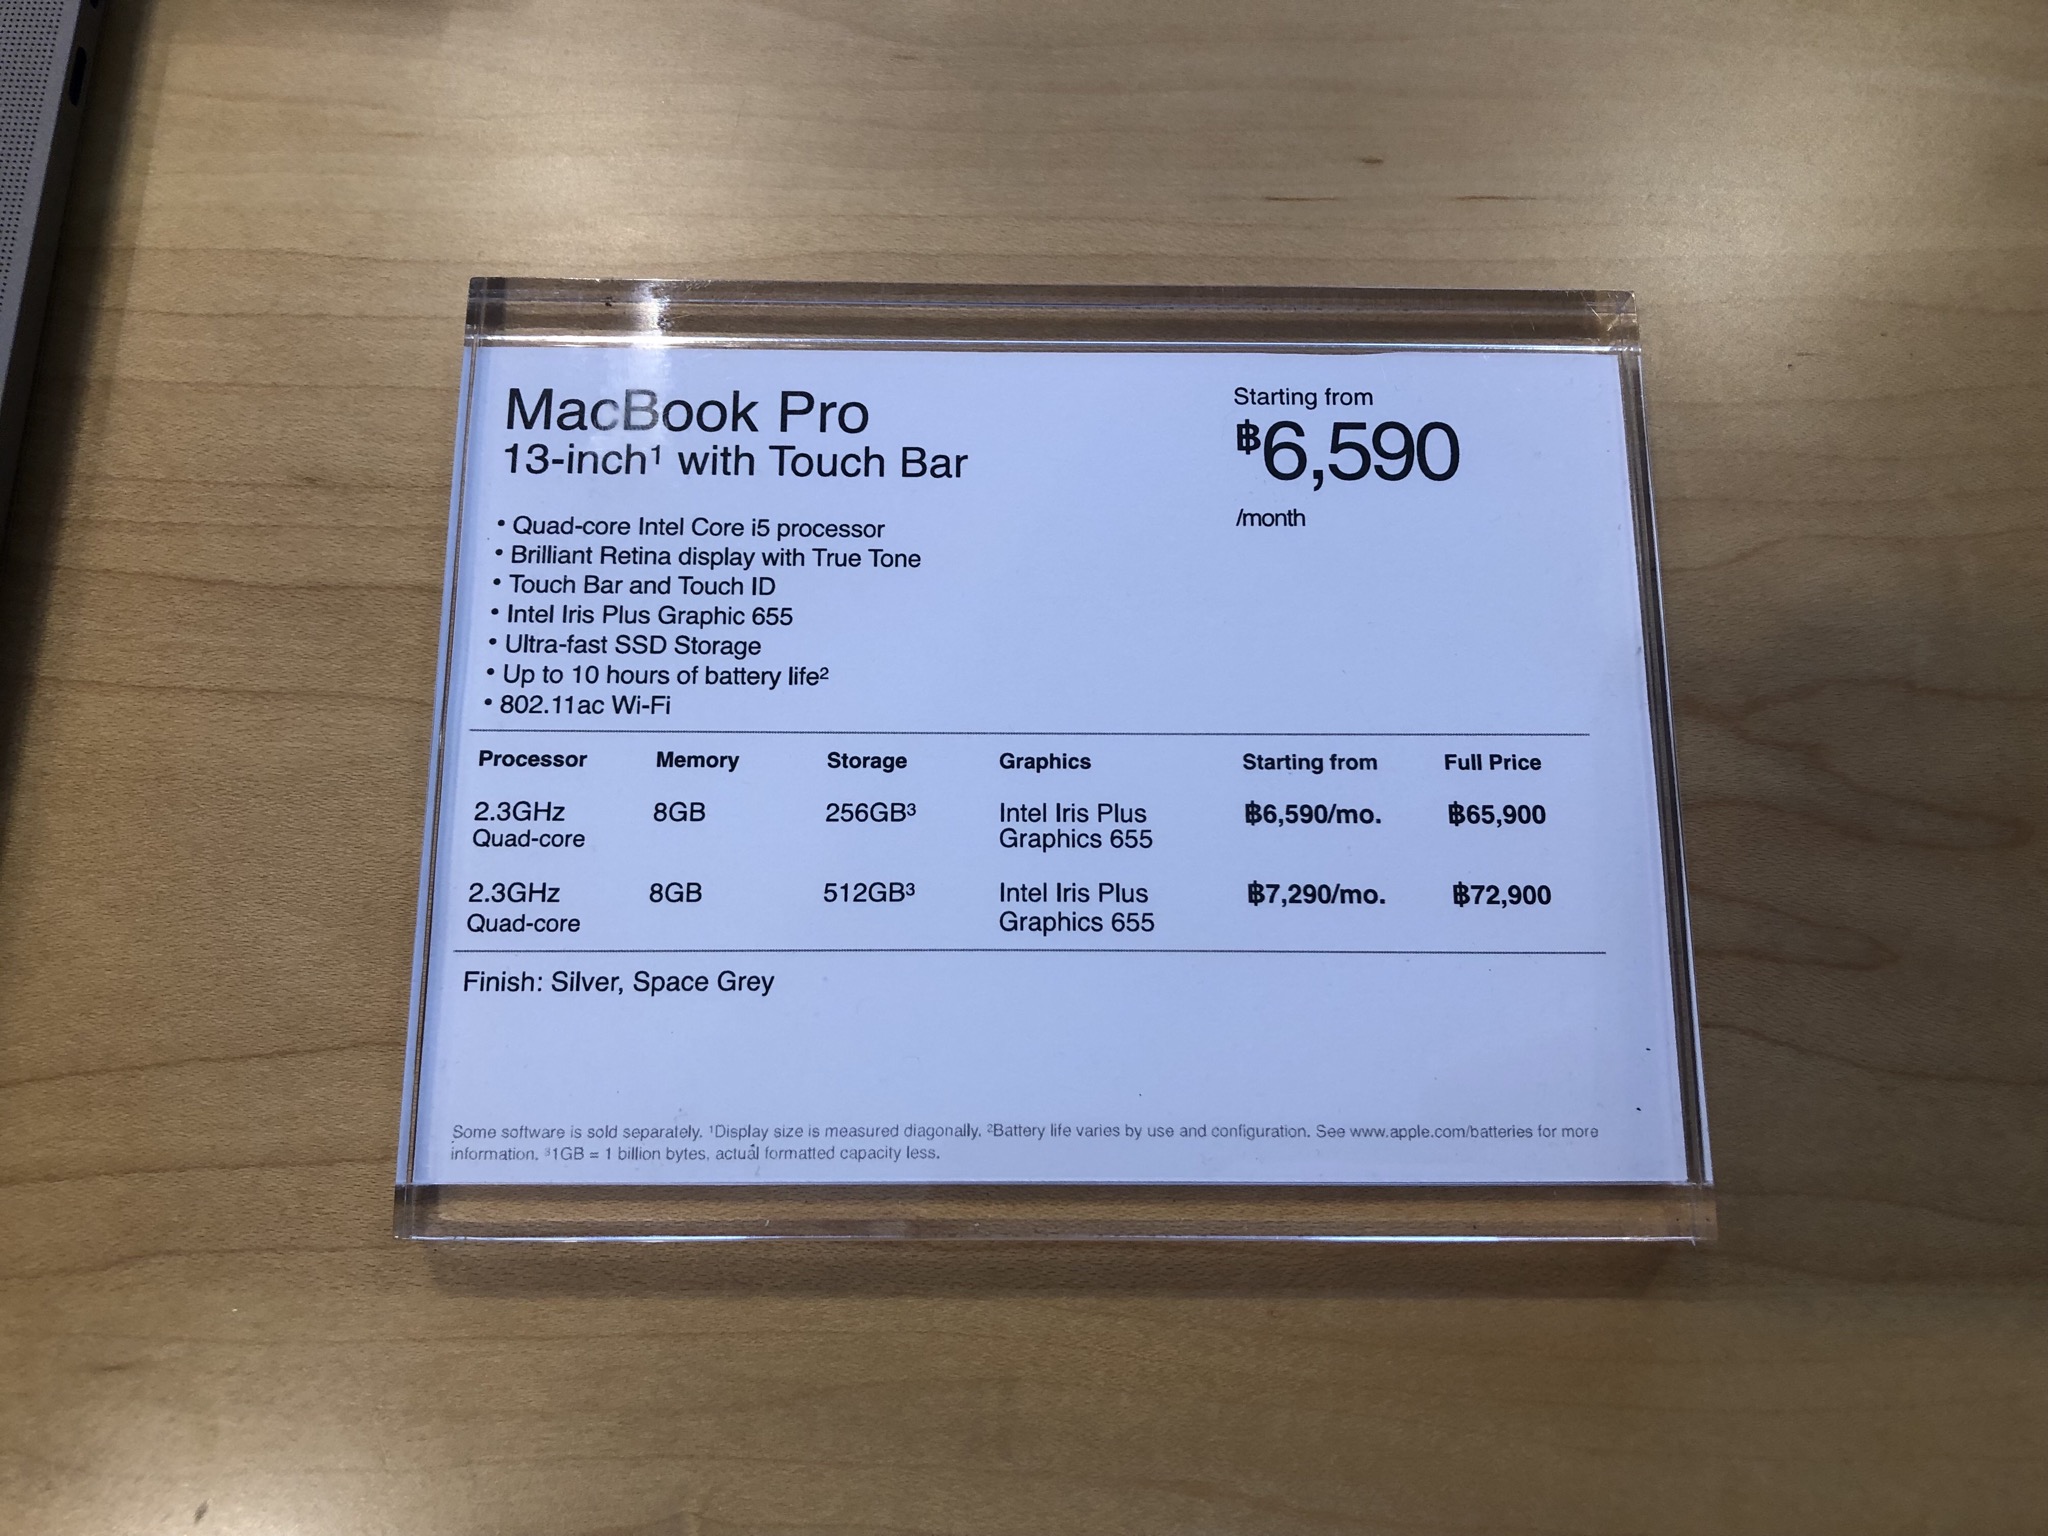 MacBook Pro
13-inch¹ with Touch Bar
Starting from
฿6,590
/month
• Quad-core Intel Core i5 processor
• Brilliant Retina display with True Tone
• Touch Bar and Touch ID
• Intel Iris Plus Graphic 655
• Ultra-fast SSD Storage
• Up to 10 hours of battery life²
• 802.11ac Wi-Fi
Processor Memory Storage Graphics Starting from Full Price
2.3GHz 8GB 256GB³ Intel Iris Plus ฿6,590/mo. ฿65,900
Quad-core Graphics 655
2.3GHz 8GB 512GB³ Intel Iris Plus ฿7,290/mo. ฿72,900
Quad-core Graphics 655
Finish: Silver, Space Grey
Some software is sold separately. ¹Display size is measured diagonally. ²Battery life varies by use and configuration. See www.apple.com/batteries for more
information. ³1GB = 1 billion bytes, actual formatted capacity less.